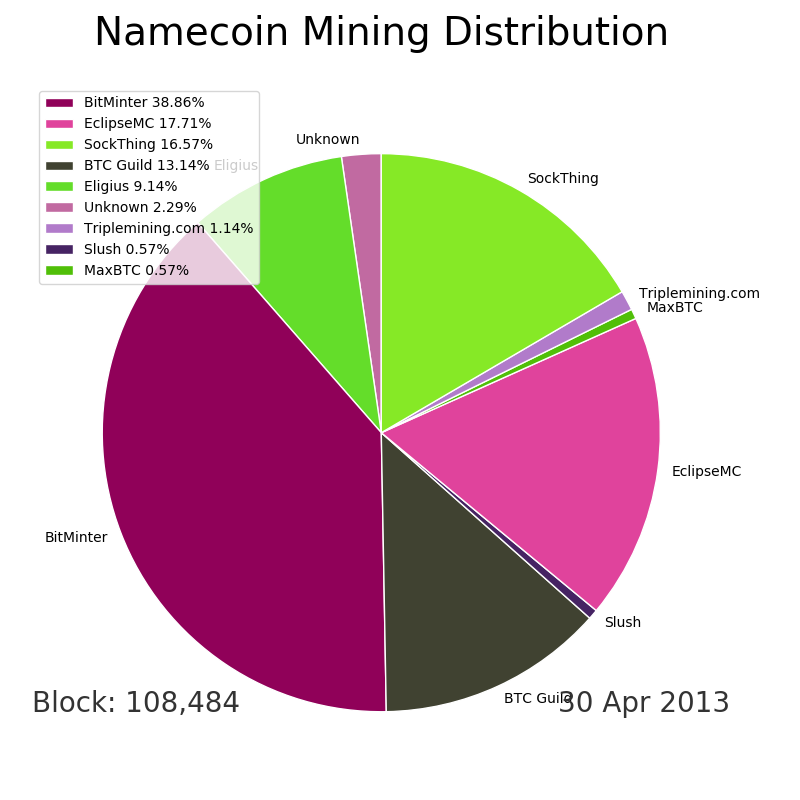 Namecoin Mining Distribution
BitMinter 38.86%
EclipseMC 17.71%
SockThing 16.57%
BTC Guild 13.14%
Eligius 9.14%
Unknown 2.29%
Triplemining.com 1.14%
Slush 0.57%
MaxBTC 0.57%
Unknown
Eligius
SockThing
Triplemining.com
MaxBTC
EclipseMC
BitMinter
Slush
BTC Guild
Block: 108,484
30 Apr 2013